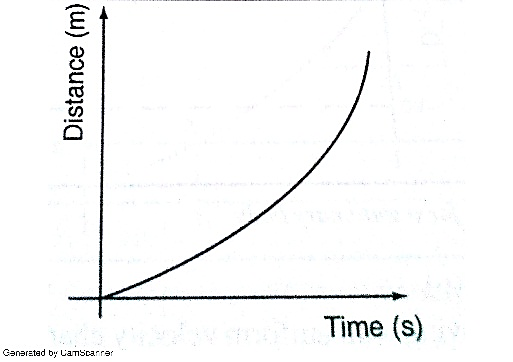 Distance (m)
Time (s)
Generated by CamScanner